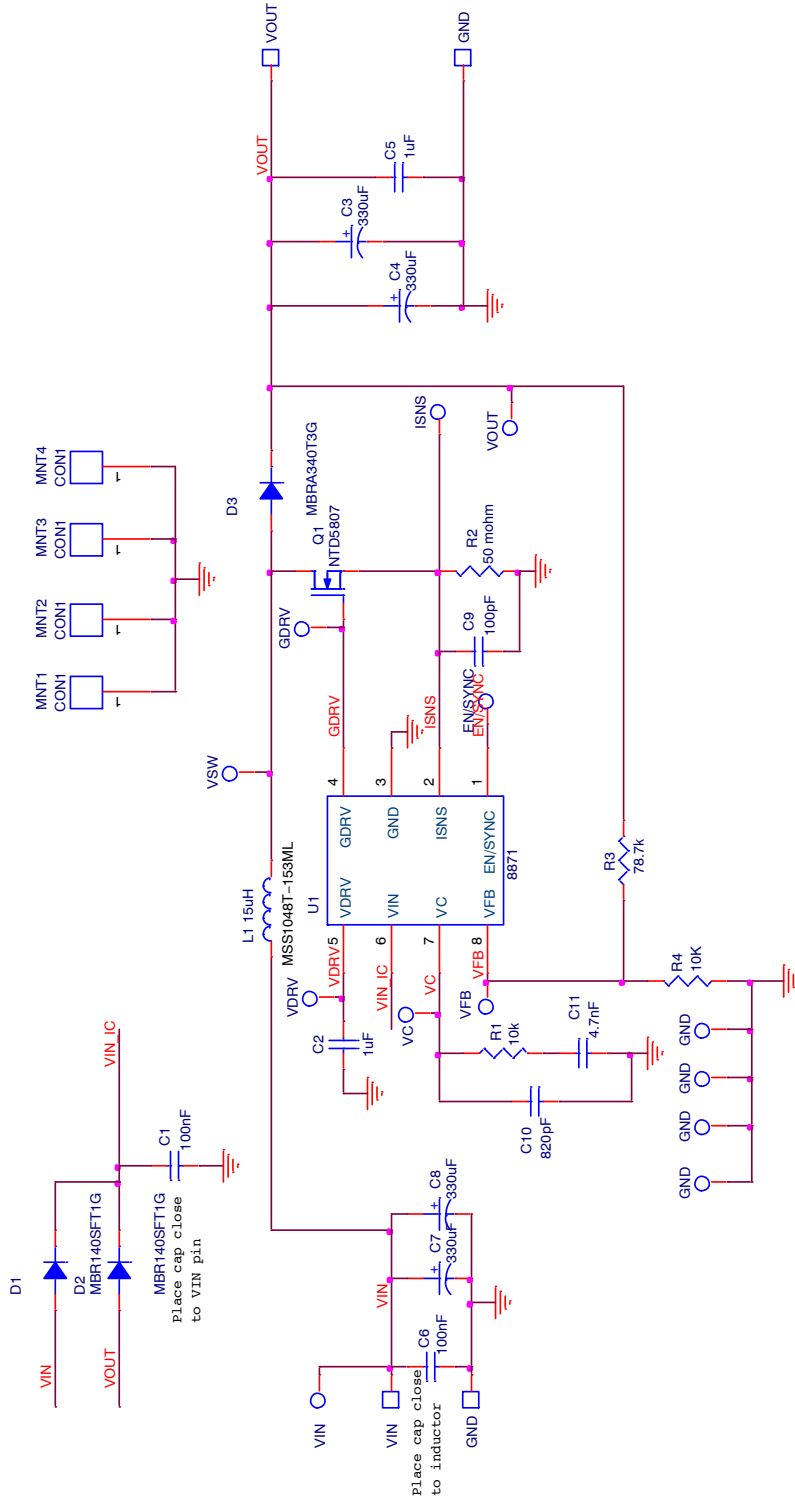 D1
VIN
D2
MBR140SFT1G
VOUT
MBR140SFT1G
VIN_IC
C1
100nF
Place cap close
to VIN pin
MNT1
CON1
1
MNT2
CON1
1
MNT3
CON1
1
MNT4
CON1
1
VIN
VIN
GND
VIN
C6
100nF
Place cap close
to inductor
C7
330uF
C8
330uF
L1 15uH
MSS1048T-153ML
VSW
D3
MBRA340T3G
Q1
NTD5807
GDRV
GDRV
VOUT
VOUT
GND
C4
330uF
C3
330uF
C5
1uF
C2
1uF
VDRV
VDRV
5
VIN_IC
6
VC
VC
7
VFB
VFB
8
U1
VDRV
VIN
VC
VFB
GDRV
GND
ISNS
EN/SYNC
8871
4
3
2
1
ISNS
EN/SYNC
EN/SYNC
C9
100pF
R2
50 mohm
ISNS
VOUT
C10
820pF
R1
10k
C11
4.7nF
R3
78.7k
R4
10K
GND
GND
GND
GND